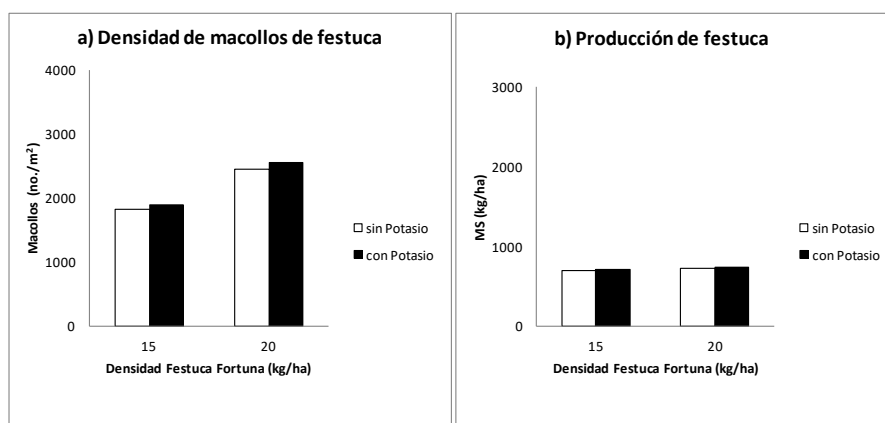 a) Densidad de macollos de festuca
4000
3000
2000
1000
0
Macollos (no./m²)
15
20
Densidad Festuca Fortuna (kg/ha)
sin Potasio
con Potasio
b) Producción de festuca
3000
2000
1000
0
MS (kg/ha)
15
20
Densidad Festuca Fortuna (kg/ha)
sin Potasio
con Potasio